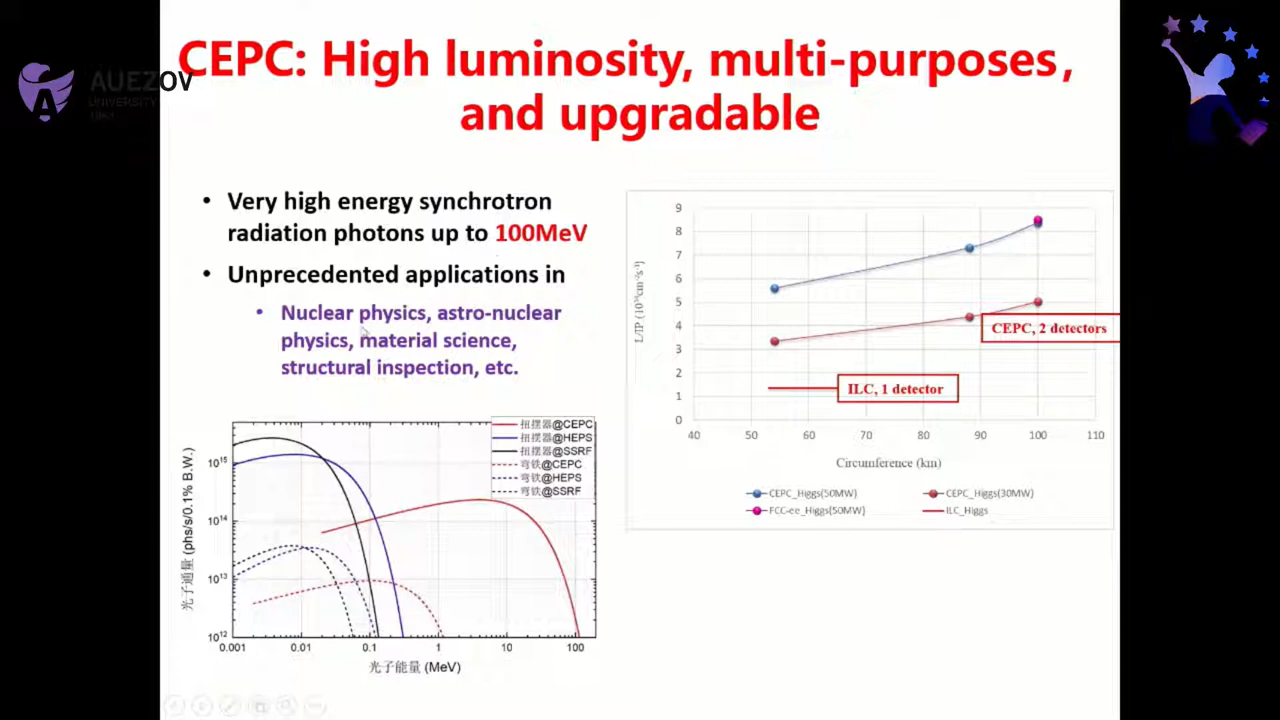 CEPC: High luminosity, multi-purposes,
and upgradable
AUEZOV
UNIVERSITY
• Very high energy synchrotron
radiation photons up to 100MeV
• Unprecedented applications in
• Nuclear physics, astro-nuclear
physics, material science,
structural inspection, etc.
9
8
7
6
5
4
3
2
1
0
L/IP (10³⁴cm⁻²s⁻¹)
CEPC, 2 detectors
ILC, 1 detector
40 50 60 70 80 90 100 110
Circumference (km)
CEPC_Higgs(50MW) CEPC_Higgs(30MW)
FCC-ee_Higgs(50MW) ILC_Higgs
扭摆器@CEPC
扭摆器@HEPS
扭摆器@SSRF
弯铁@CEPC
弯铁@HEPS
弯铁@SSRF
光子通量 (phs/s/0.1% B.W.)
10¹⁵
10¹⁴
10¹³
10¹²
0.001 0.01 0.1 1 10 100
光子能量 (MeV)